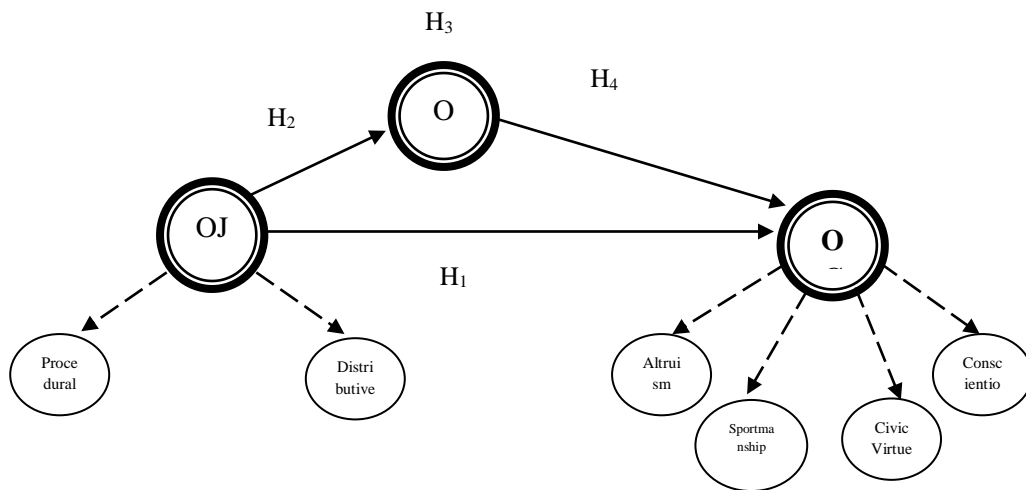 H3
H4
O
H2
OJ
O
H1
Proce
dural
Distri
butive
Altrui
sm
Consc
ientio
Sportma
nship
Civic
Virtue